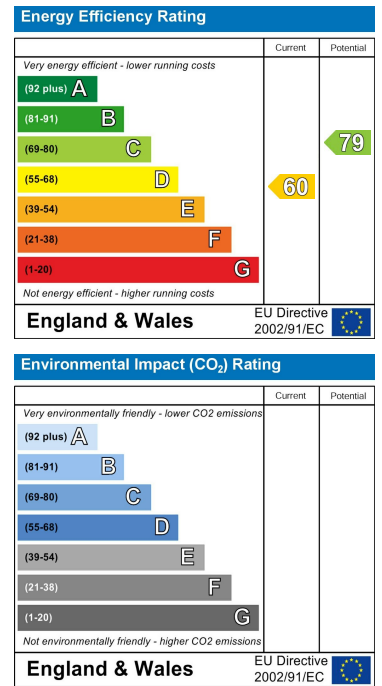 Energy Efficiency Rating
Current Potential
Very energy efficient - lower running costs
(92 plus) A
(81-91) B
(69-80) C
79
(55-68) D
60
(39-54) E
(21-38) F
(1-20) G
Not energy efficient - higher running costs
England & Wales
EU Directive
2002/91/EC
Environmental Impact (CO₂) Rating
Current Potential
Very environmentally friendly - lower CO2 emissions
(92 plus) A
(81-91) B
(69-80) C
(55-68) D
(39-54) E
(21-38) F
(1-20) G
Not environmentally friendly - higher CO2 emissions
England & Wales
EU Directive
2002/91/EC